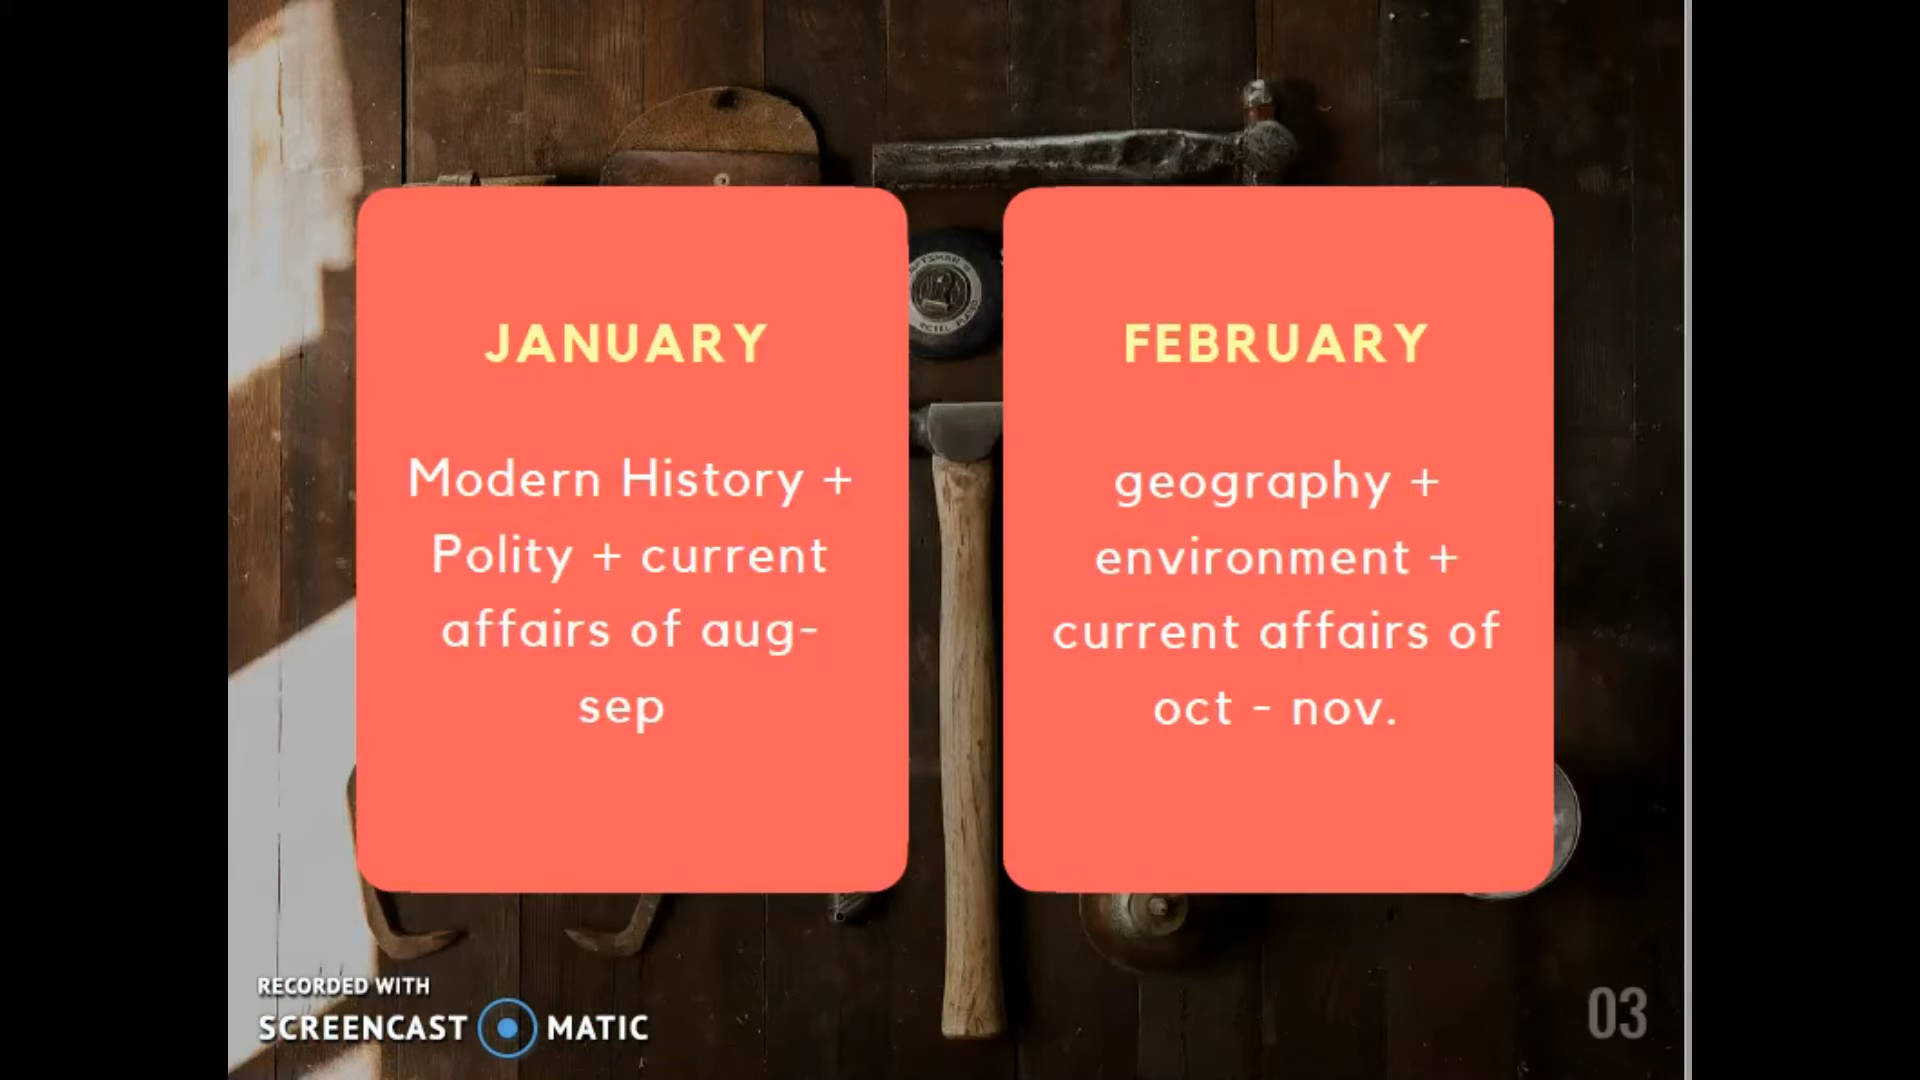 JANUARY
Modern History +
Polity + current
affairs of aug-
sep
FEBRUARY
geography +
environment +
current affairs of
oct - nov.
RECORDED WITH
SCREENCAST MATIC
03